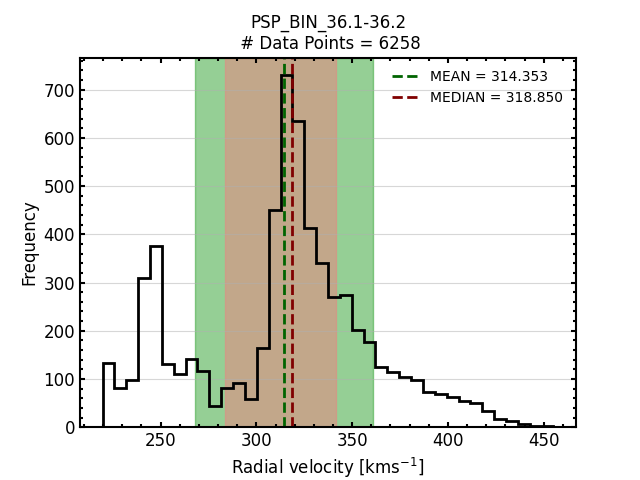 PSP_BIN_36.1-36.2
# Data Points = 6258
MEAN = 314.353
MEDIAN = 318.850
Frequency
700
600
500
400
300
200
100
0
250 300 350 400 450
Radial velocity [kms⁻¹]